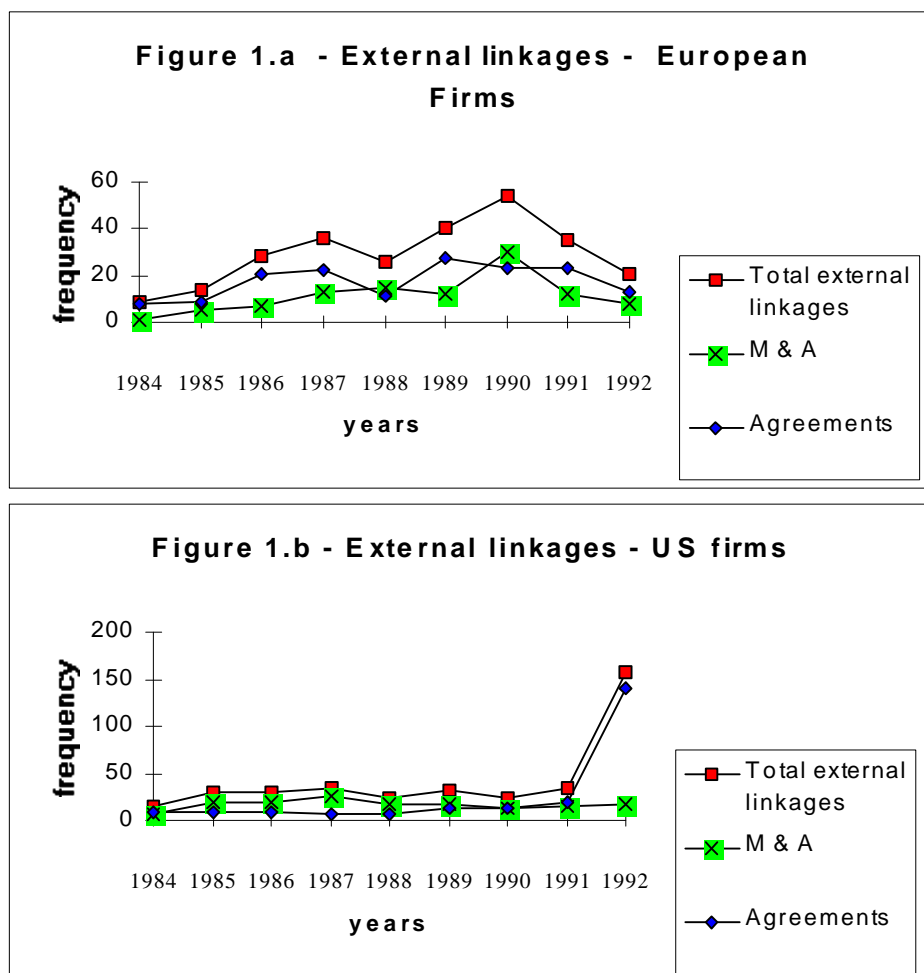 Figure 1.a - External linkages - European
Firms
frequency
60
40
20
0
1984 1985 1986 1987 1988 1989 1990 1991 1992
years
Total external
linkages
M & A
Agreements
Figure 1.b - External linkages - US firms
frequency
200
150
100
50
0
1984 1985 1986 1987 1988 1989 1990 1991 1992
years
Total external
linkages
M & A
Agreements